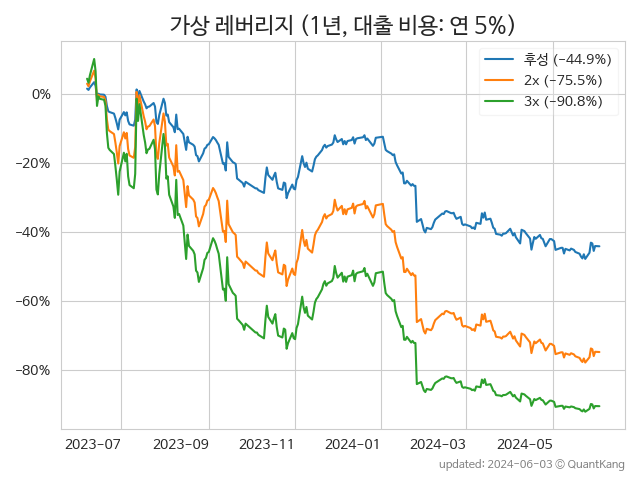 가상 레버리지 (1년, 대출 비용: 연 5%)
후성 (−44.9%)
2x (−75.5%)
3x (−90.8%)
0%
−20%
−40%
−60%
−80%
2023-07 2023-09 2023-11 2024-01 2024-03 2024-05
updated: 2024-06-03 © QuantKang